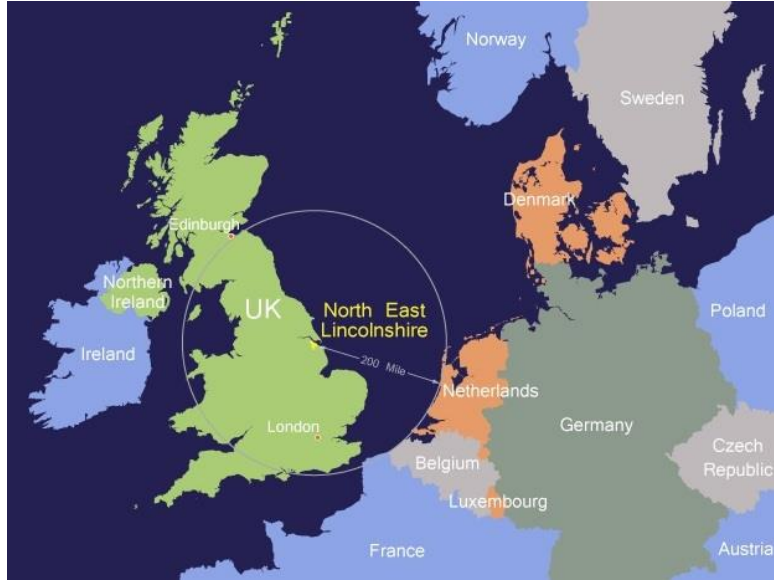 Norway
Sweden
Denmark
Edinburgh
Northern
Ireland
UK
North East
Lincolnshire
Poland
Ireland
200 Mile
Netherlands
London
Germany
Belgium
Czech
Republic
Luxembourg
France
Austria